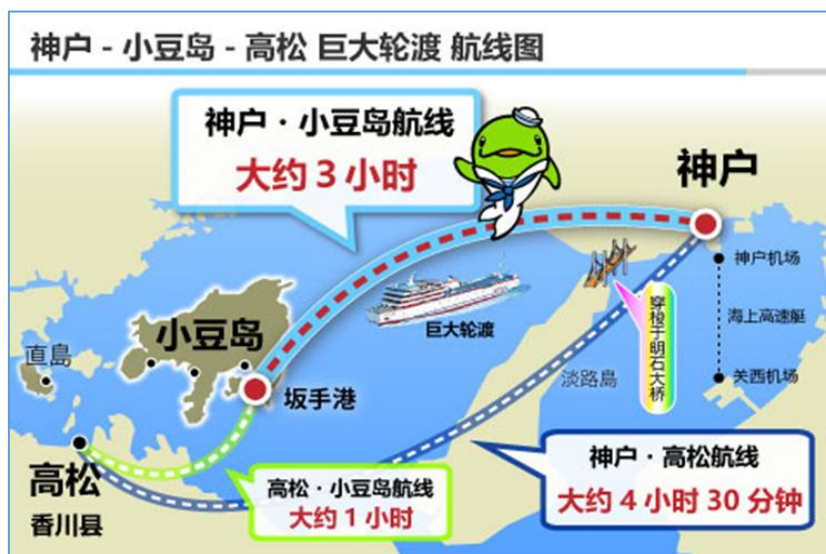 神户 - 小豆岛 - 高松 巨大轮渡 航线图
神户 · 小豆岛航线
大约 3 小时
神户
神户机场
海上高速艇
关西机场
穿梭于明石大桥
巨大轮渡
小豆岛
直島
坂手港
淡路島
高松
香川县
高松 · 小豆岛航线
大约 1 小时
神户 · 高松航线
大约 4 小时 30 分钟